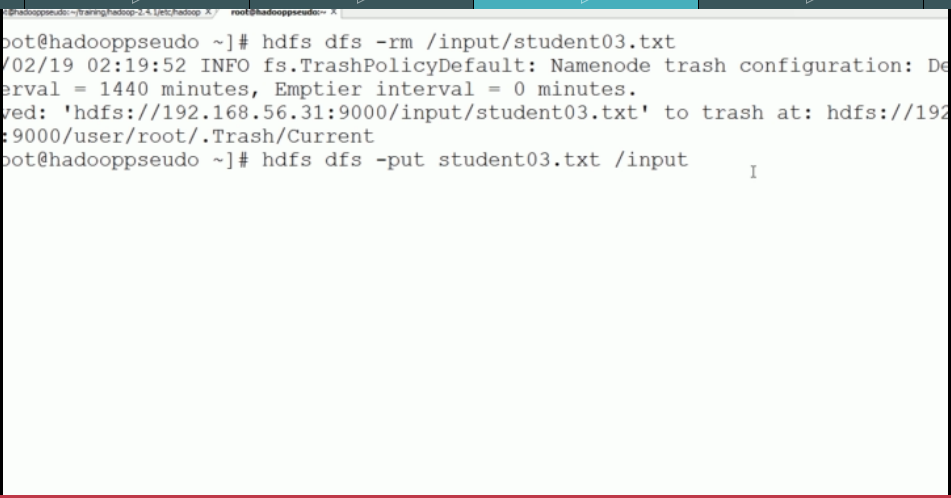 t@hadooppseudo:~/training/hadoop-2.4.1/etc/hadoop X root@hadooppseudo:~ X
oot@hadooppseudo ~]# hdfs dfs -rm /input/student03.txt
/02/19 02:19:52 INFO fs.TrashPolicyDefault: Namenode trash configuration: De
erval = 1440 minutes, Emptier interval = 0 minutes.
ved: 'hdfs://192.168.56.31:9000/input/student03.txt' to trash at: hdfs://192
:9000/user/root/.Trash/Current
oot@hadooppseudo ~]# hdfs dfs -put student03.txt /input